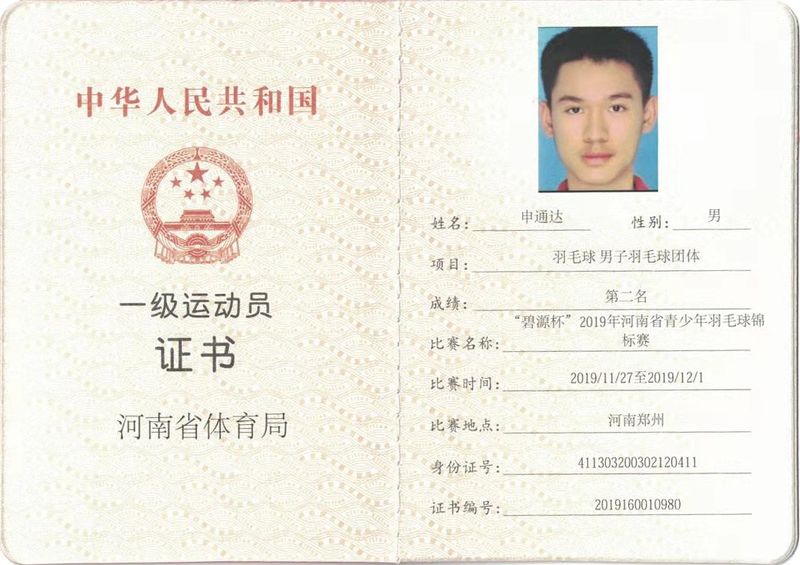 中华人民共和国
一级运动员
证书
河南省体育局
姓名: 申通达 性别: 男
项目: 羽毛球 男子羽毛球团体
成绩: 第二名
“碧源杯”2019年河南省青少年羽毛球锦
比赛名称: 标赛
比赛时间: 2019/11/27至2019/12/1
比赛地点: 河南郑州
身份证号: 411303200302120411
证书编号: 2019160010980